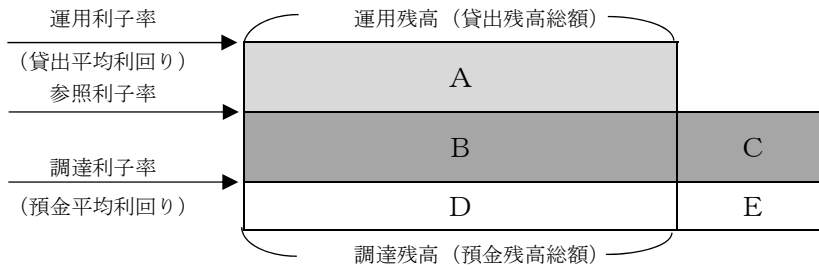 運用利子率
運用残高（貸出残高総額）
（貸出平均利回り）
A
参照利子率
B
C
調達利子率
（預金平均利回り）
D
E
調達残高（預金残高総額）